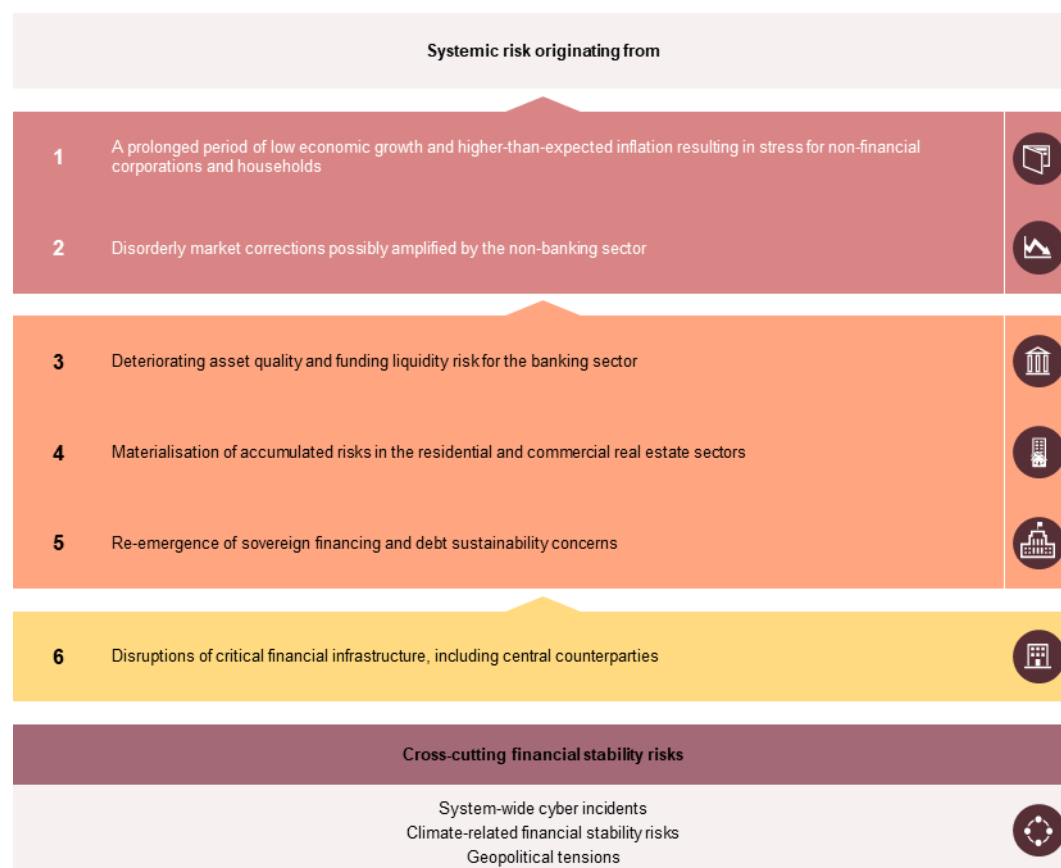 Systemic risk originating from
1
A prolonged period of low economic growth and higher-than-expected inflation resulting in stress for non-financial
corporations and households
2
Disorderly market corrections possibly amplified by the non-banking sector
3
Deteriorating asset quality and funding liquidity risk for the banking sector
4
Materialisation of accumulated risks in the residential and commercial real estate sectors
5
Re-emergence of sovereign financing and debt sustainability concerns
6
Disruptions of critical financial infrastructure, including central counterparties
Cross-cutting financial stability risks
System-wide cyber incidents
Climate-related financial stability risks
Geopolitical tensions